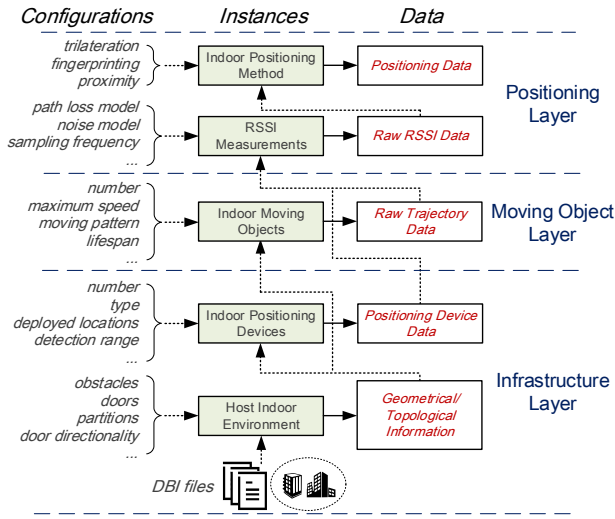 Configurations Instances Data
trilateration
fingerprinting
proximity
...
Indoor Positioning
Method
Positioning Data
path loss model
noise model
sampling frequency
...
RSSI
Measurements
Raw RSSI Data
Positioning
Layer
number
maximum speed
moving pattern
lifespan
...
Indoor Moving
Objects
Raw Trajectory
Data
Moving Object
Layer
number
type
deployed locations
detection range
...
Indoor Positioning
Devices
Positioning Device
Data
obstacles
doors
partitions
door directionality
...
Host Indoor
Environment
Geometrical/
Topological
Information
Infrastructure
Layer
DBI files